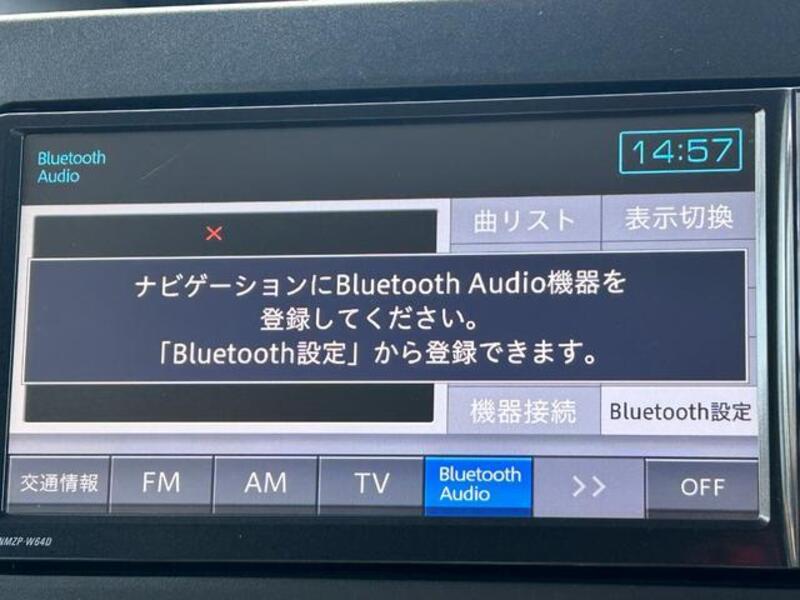 Bluetooth
Audio
14:57
×
曲リスト
表示切換
ナビゲーションにBluetooth Audio機器を
登録してください。
「Bluetooth設定」から登録できます。
機器接続
Bluetooth設定
交通情報
FM
AM
TV
Bluetooth
Audio
>>
OFF
NMZP-W64D